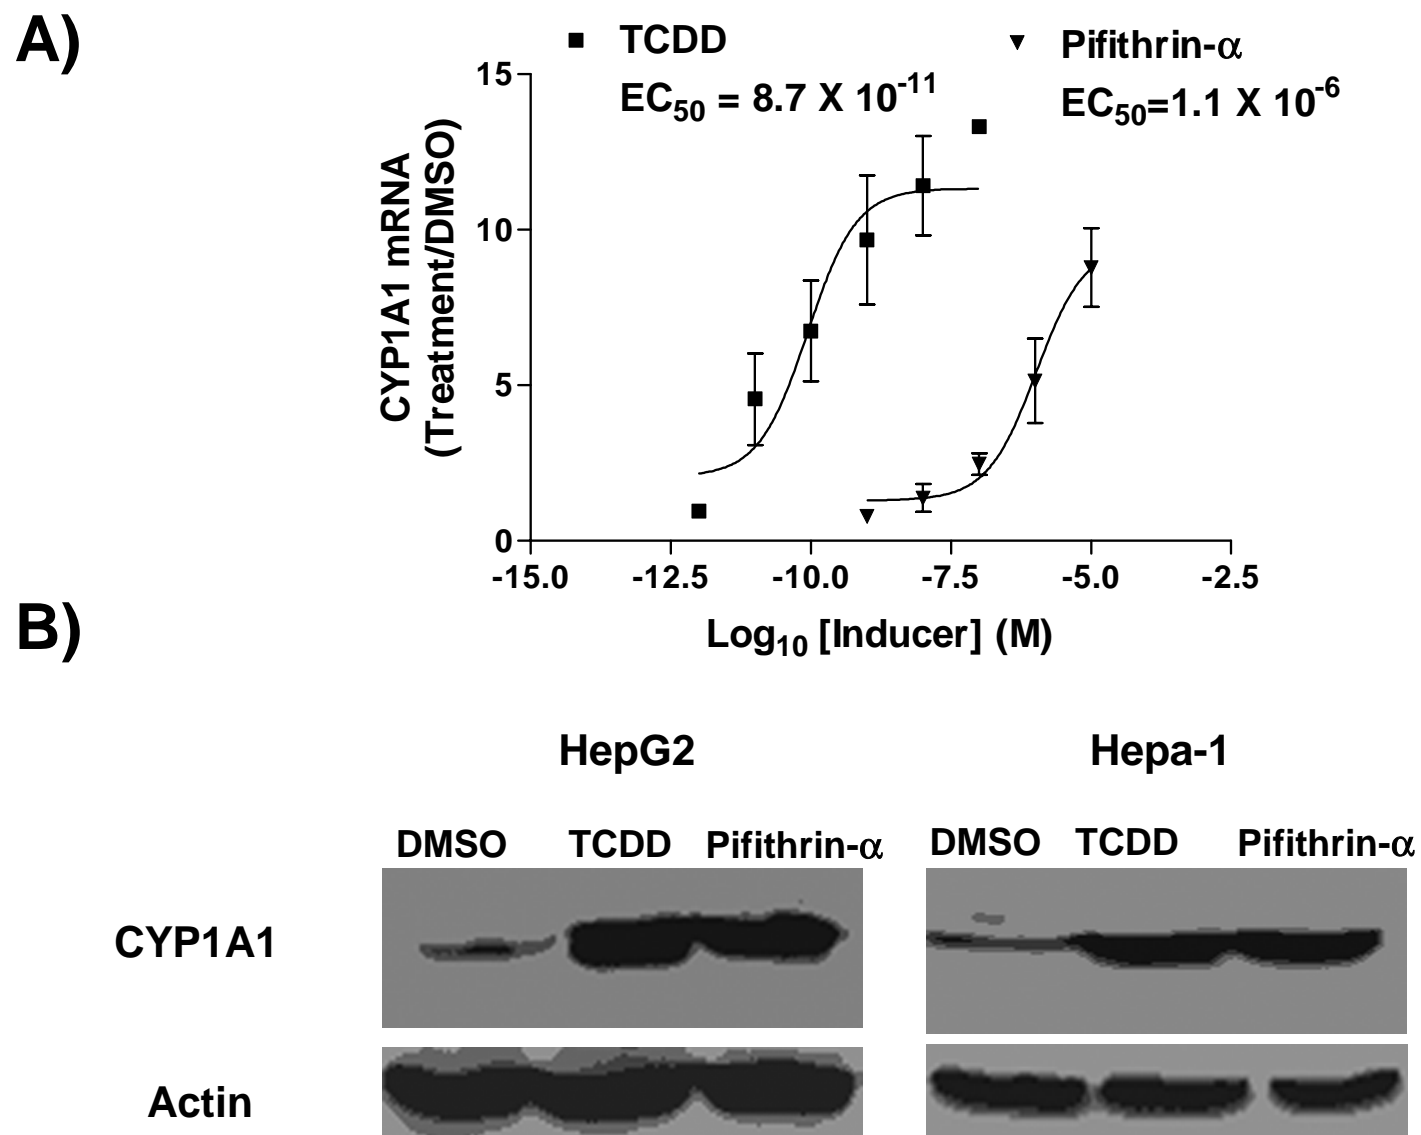 A)
TCDD
EC50 = 8.7 X 10-11
Pifithrin-α
EC50=1.1 X 10-6
CYP1A1 mRNA
(Treatment/DMSO)
15
10
5
0
-15.0 -12.5 -10.0 -7.5 -5.0 -2.5
Log10 [Inducer] (M)
B)
HepG2 Hepa-1
DMSO TCDD Pifithrin-α DMSO TCDD Pifithrin-α
CYP1A1
Actin